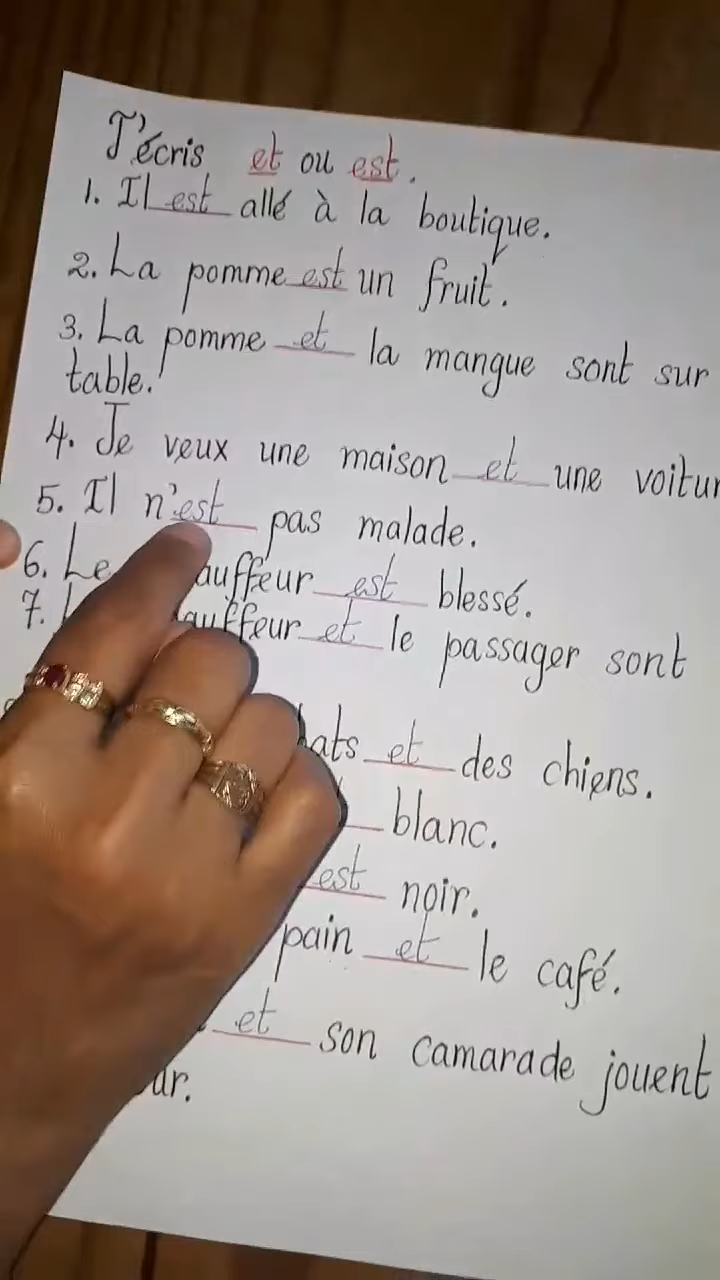 J'écris et ou est.
1. Il est allé à la boutique.
2. La pomme est un fruit.
3. La pomme et la mangue sont sur
table.
4. Je veux une maison et une voitur
5. Il n'est pas malade.
6. Le auffeur est blessé.
7. auffeur et le passager sont
hats et des chiens.
blanc.
est noir.
pain et le café.
et son camarade jouent
ur.